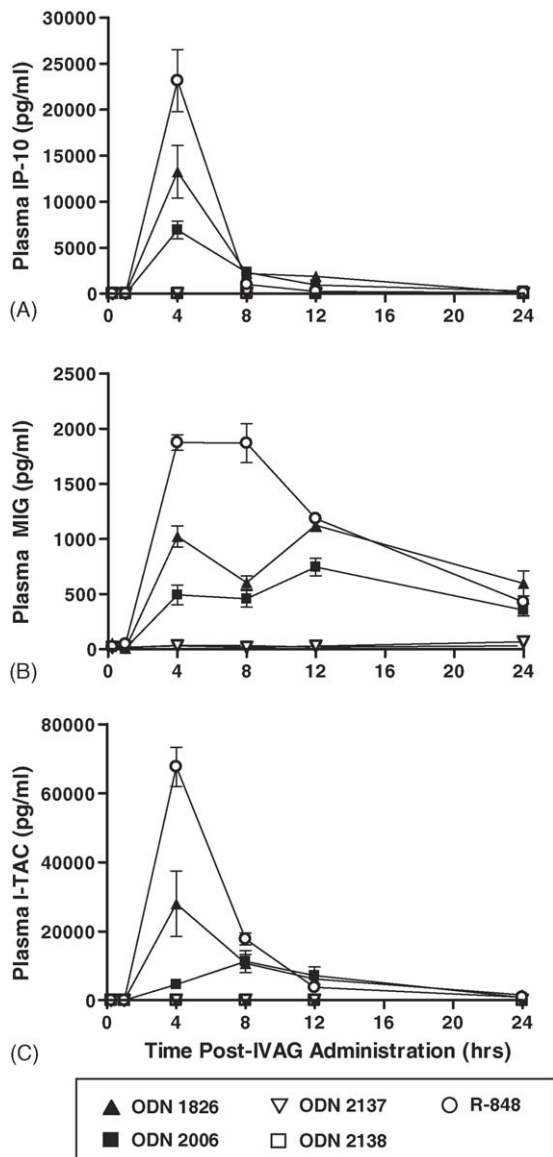 30000
25000
20000
15000
10000
5000
0
Plasma IP-10 (pg/ml)
0 4 8 12 16 20 24
(A)
2500
2000
1500
1000
500
0
Plasma MIG (pg/ml)
0 4 8 12 16 20 24
(B)
80000
60000
40000
20000
0
Plasma I-TAC (pg/ml)
0 4 8 12 16 20 24
(C)
Time Post-IVAG Administration (hrs)
ODN 1826 ODN 2137 R-848
ODN 2006 ODN 2138